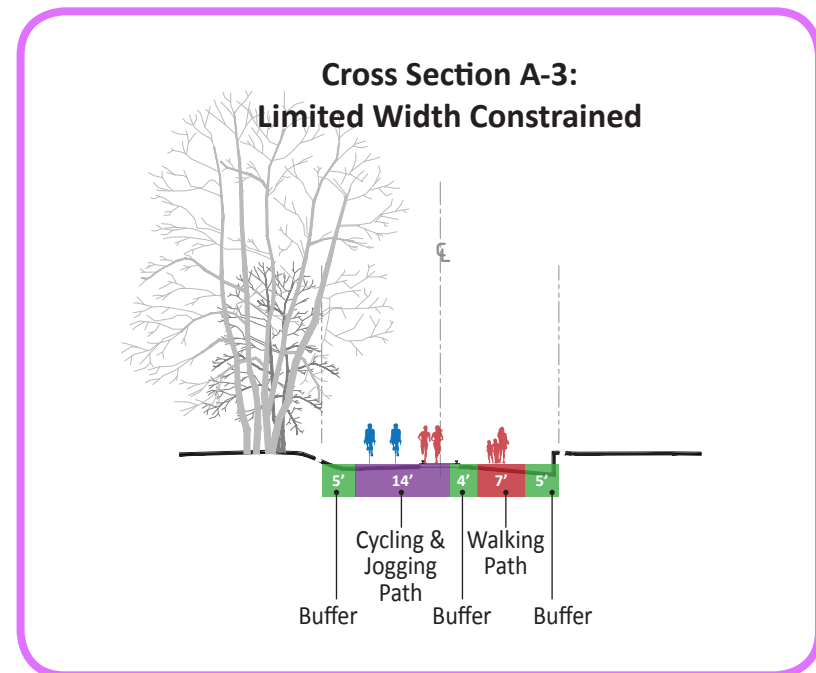 Cross Section A-3:
Limited Width Constrained
℄
5’ 14’ 4’ 7’ 5’
Cycling &
Jogging
Path
Walking
Path
Buffer Buffer Buffer